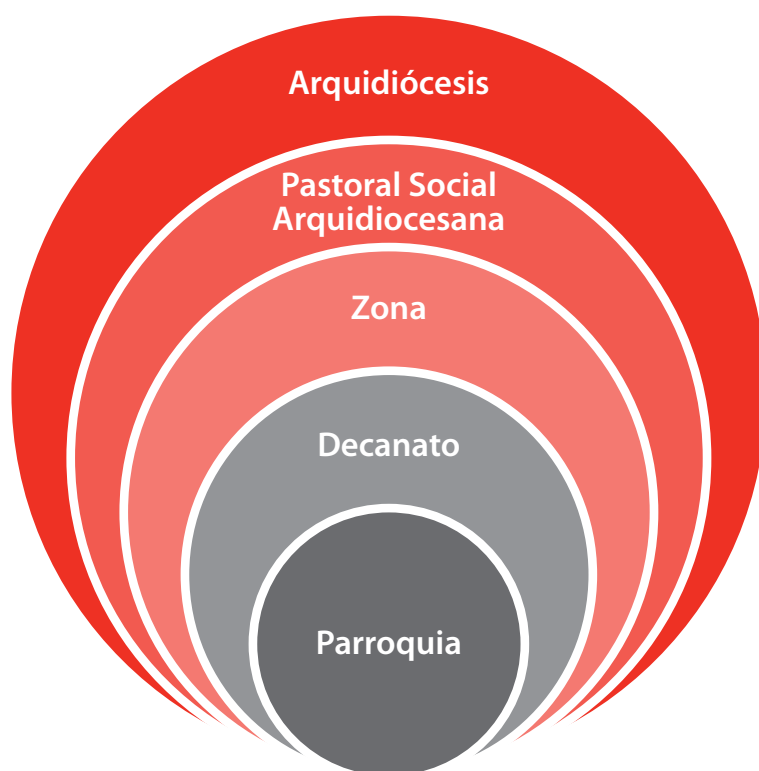 Arquidiócesis
Pastoral Social
Arquidiocesana
Zona
Decanato
Parroquia